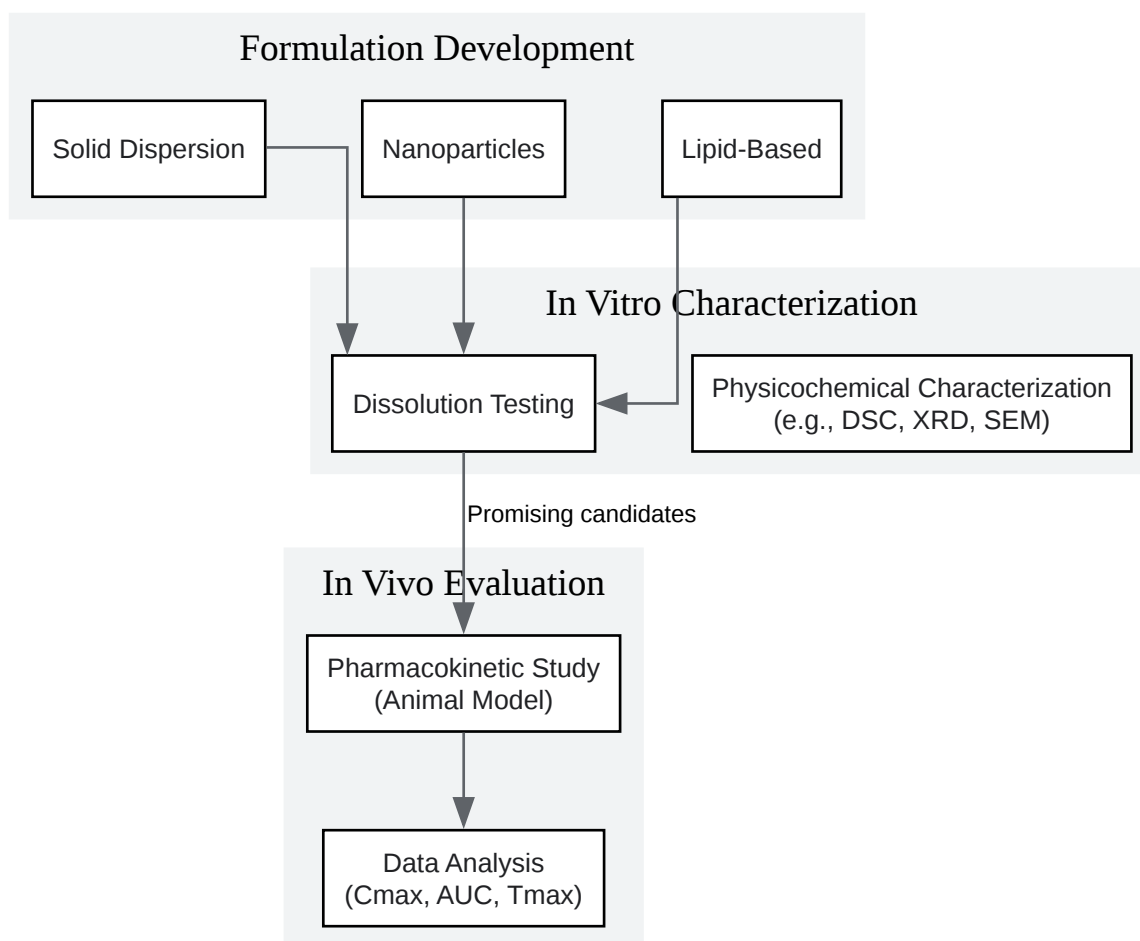 Formulation Development
Solid Dispersion
Nanoparticles
Lipid-Based
In Vitro Characterization
Dissolution Testing
Physicochemical Characterization
(e.g., DSC, XRD, SEM)
Promising candidates
In Vivo Evaluation
Pharmacokinetic Study
(Animal Model)
Data Analysis
(Cmax, AUC, Tmax)